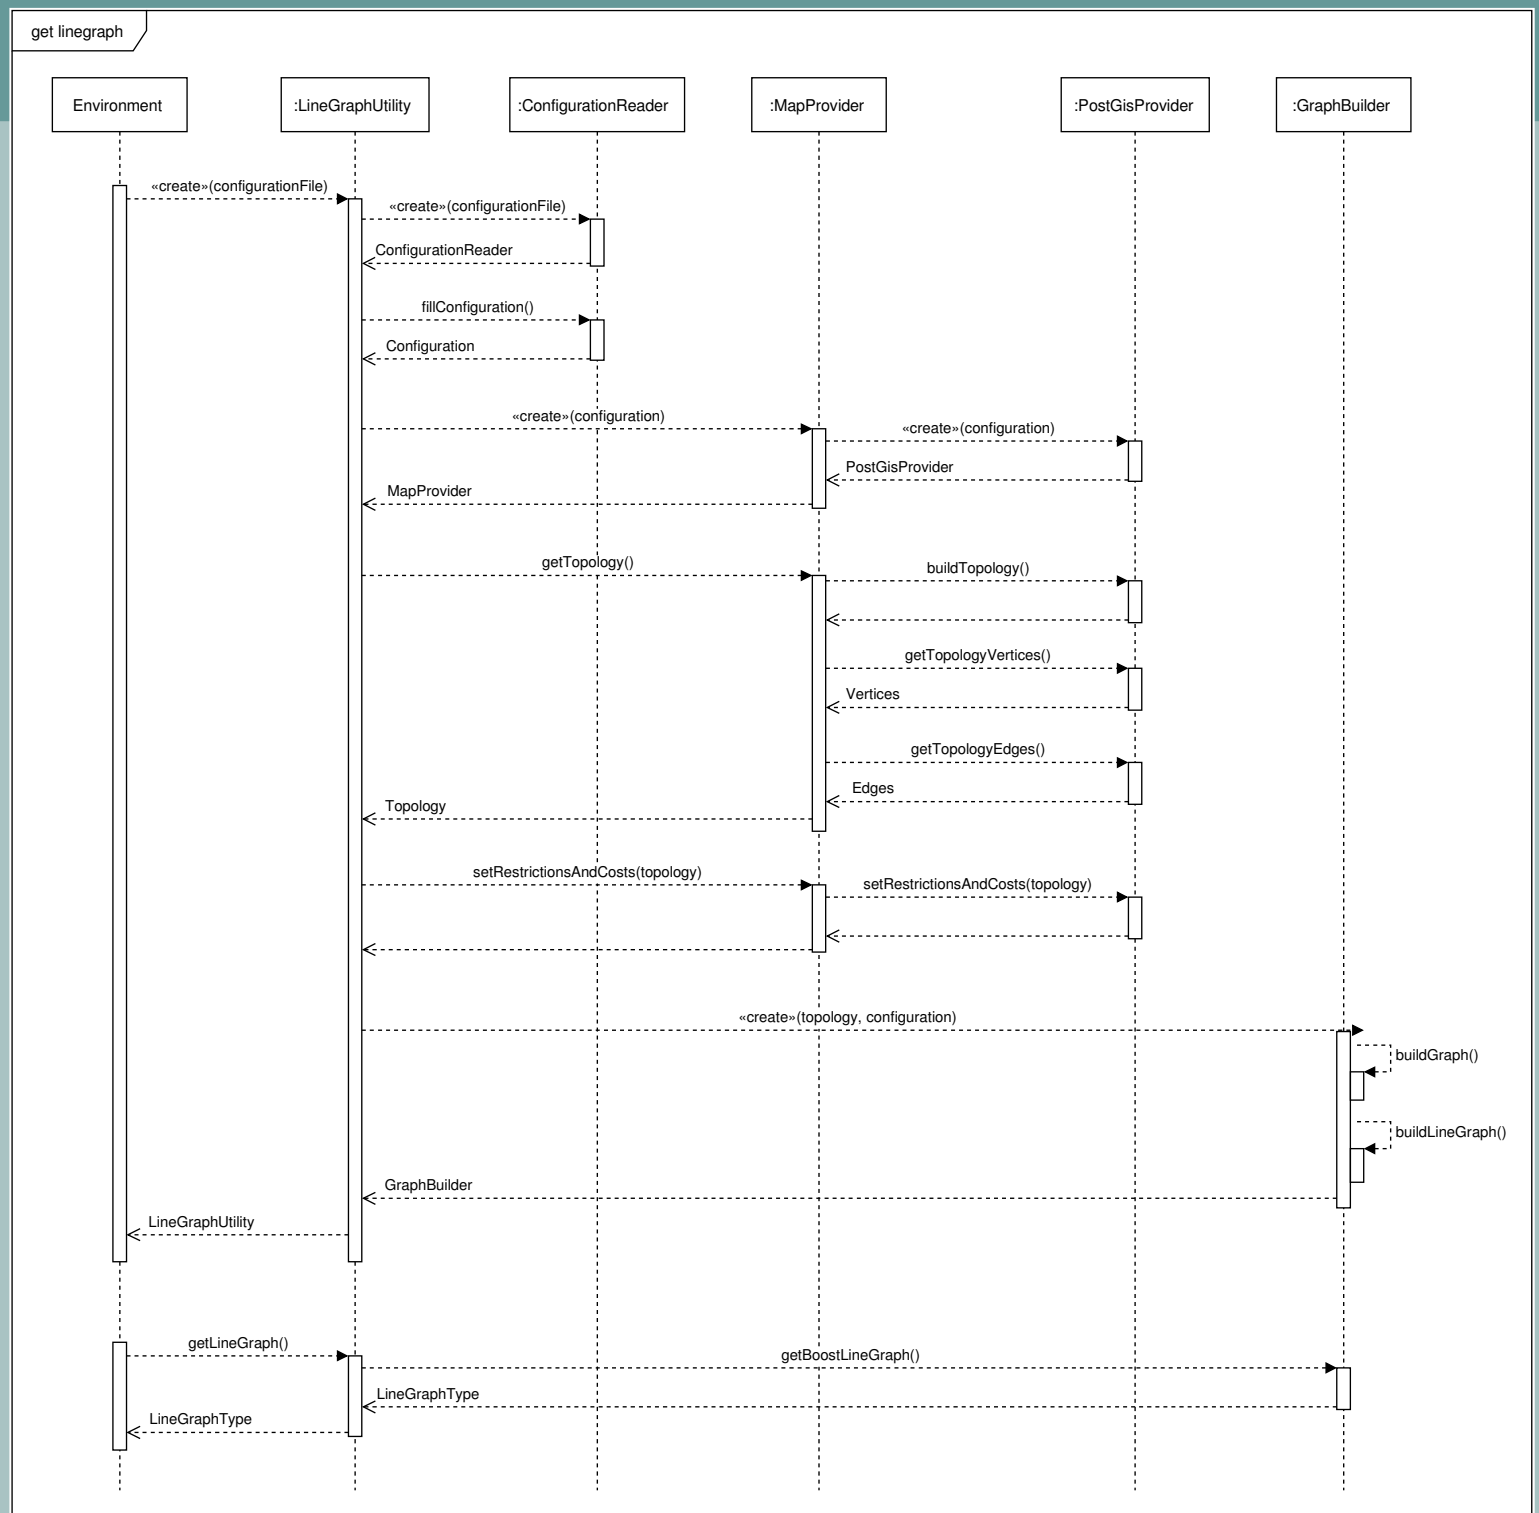 get linegraph
Environment
:LineGraphUtility
:ConfigurationReader
:MapProvider
:PostGisProvider
:GraphBuilder
«create»(configurationFile)
«create»(configurationFile)
ConfigurationReader
fillConfiguration()
Configuration
«create»(configuration)
«create»(configuration)
PostGisProvider
MapProvider
getTopology()
buildTopology()
getTopologyVertices()
Vertices
getTopologyEdges()
Edges
Topology
setRestrictionsAndCosts(topology)
setRestrictionsAndCosts(topology)
«create»(topology, configuration)
buildGraph()
buildLineGraph()
GraphBuilder
LineGraphUtility
getLineGraph()
getBoostLineGraph()
LineGraphType
LineGraphType